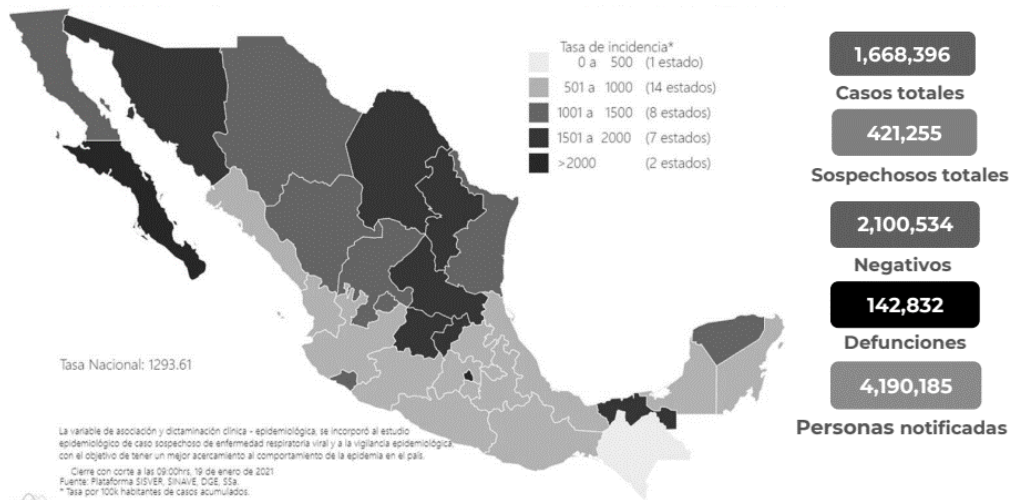 Tasa de incidencia*
0 a 500 (1 estado)
501 a 1000 (14 estados)
1001 a 1500 (8 estados)
1501 a 2000 (7 estados)
>2000 (2 estados)
1,668,396
Casos totales
421,255
Sospechosos totales
2,100,534
Negativos
142,832
Defunciones
4,190,185
Personas notificadas
Tasa Nacional: 1293.61
La variable de asociación y dictaminación clínica - epidemiológica, se incorporó al estudio
epidemiológico de caso sospechoso de enfermedad respiratoria viral y a la vigilancia epidemiológica,
con el objetivo de tener un mejor acercamiento al comportamiento de la epidemia en el país.
Cierre con corte a las 09:00hrs, 19 de enero de 2021
Fuente: Plataforma SISVER, SINAVE, DGE, SSa.
* Tasa por 100k habitantes de casos acumulados.